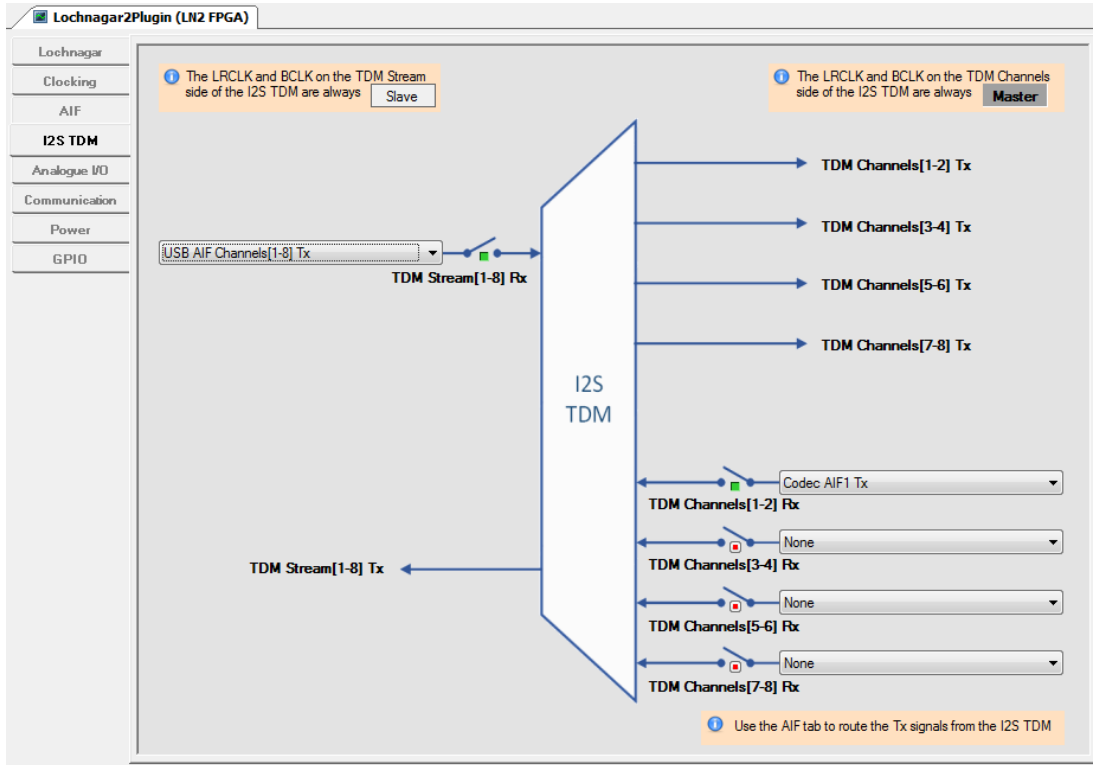 Lochnagar2Plugin (LN2 FPGA)
Lochnagar
Clocking
AIF
I2S TDM
Analogue I/O
Communication
Power
GPIO
The LRCLK and BCLK on the TDM Stream
side of the I2S TDM are always Slave
The LRCLK and BCLK on the TDM Channels
side of the I2S TDM are always Master
TDM Channels[1-2] Tx
TDM Channels[3-4] Tx
USB AIF Channels[1-8] Tx
TDM Stream[1-8] Rx
TDM Channels[5-6] Tx
TDM Channels[7-8] Tx
I2S
TDM
Codec AIF1 Tx
TDM Channels[1-2] Rx
None
TDM Channels[3-4] Rx
TDM Stream[1-8] Tx
None
TDM Channels[5-6] Rx
None
TDM Channels[7-8] Rx
Use the AIF tab to route the Tx signals from the I2S TDM